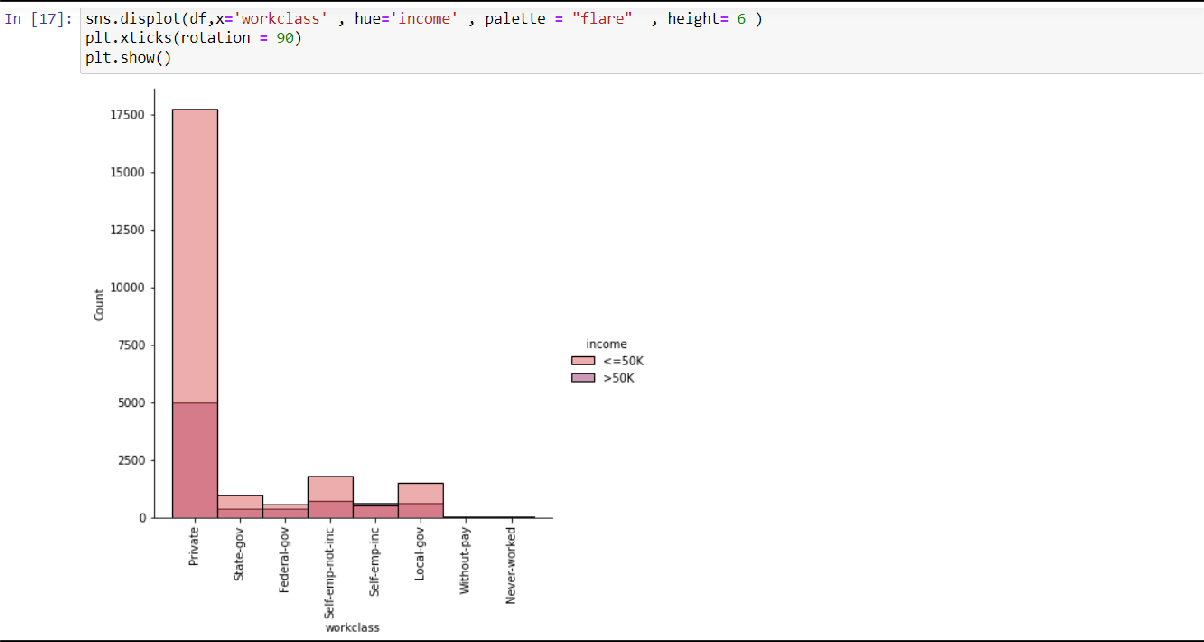 In [17]: sns.displot(df,x='workclass' , hue='income' , palette = "flare"  , height= 6 )
plt.xticks(rotation = 90)
plt.show()
17500
15000
12500
10000
7500
5000
2500
0
Count
income
<=50K
>50K
Private
State-gov
Federal-gov
Self-emp-not-inc
Self-emp-inc
Local-gov
Without-pay
Never-worked
workclass